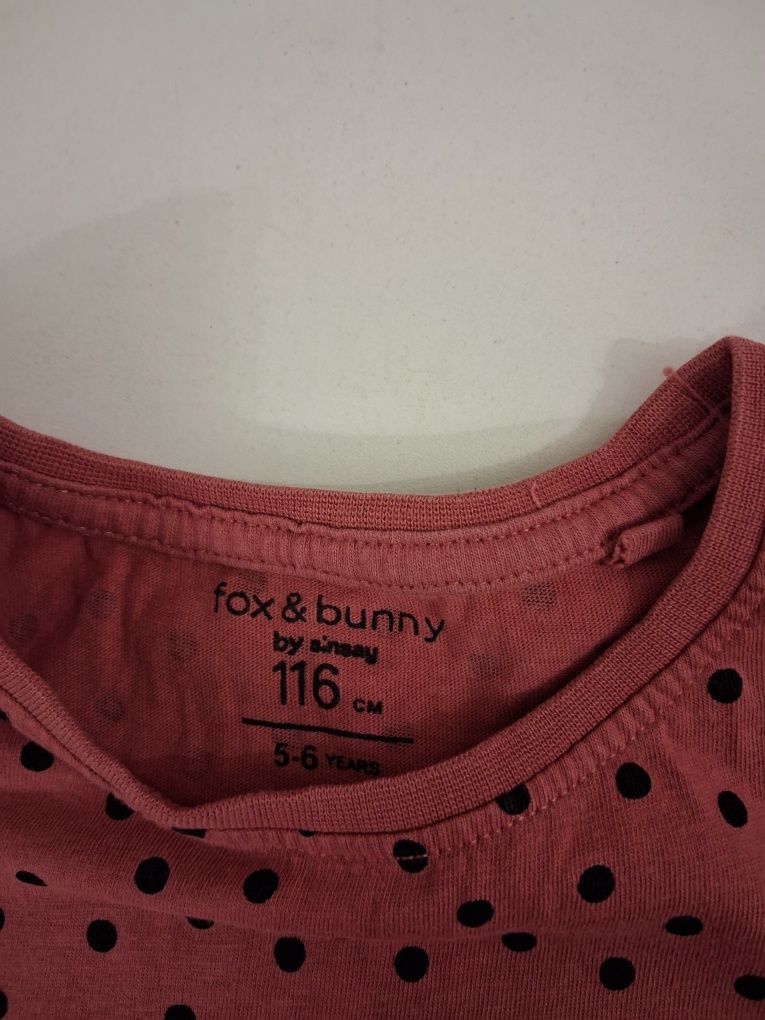 fox & bunny
by sinsay
116 CM
5-6 YEARS